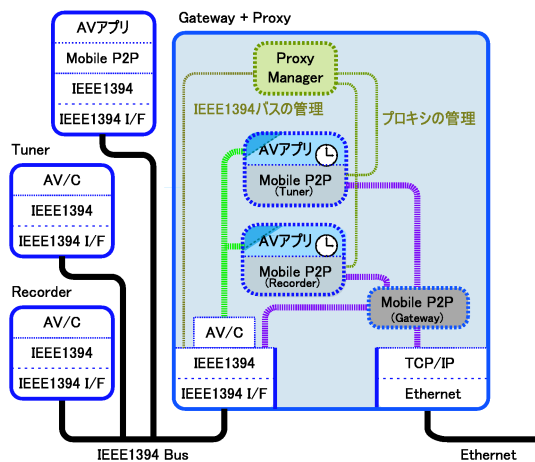 Gateway + Proxy
AVアプリ
Mobile P2P
IEEE1394
IEEE1394 I/F
Tuner
AV/C
IEEE1394
IEEE1394 I/F
Recorder
AV/C
IEEE1394
IEEE1394 I/F
Proxy
Manager
IEEE1394バスの管理
プロキシの管理
AVアプリ
Mobile P2P
(Tuner)
AVアプリ
Mobile P2P
(Recorder)
Mobile P2P
(Gateway)
AV/C
IEEE1394
IEEE1394 I/F
TCP/IP
Ethernet
IEEE1394 Bus
Ethernet